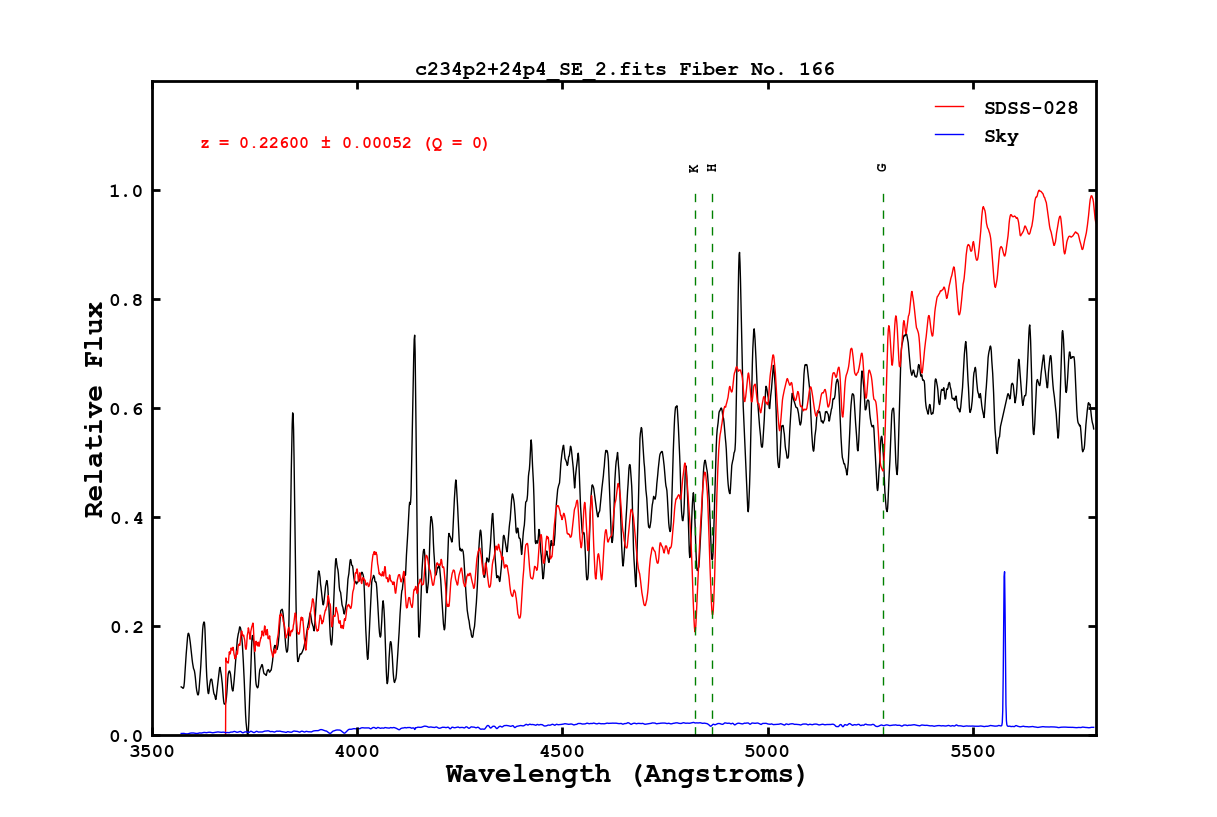 c234p2+24p4_SE_2.fits Fiber No. 166
SDSS-028
Sky
z = 0.22600 ± 0.00052 (Q = 0)
K
H
G
1.0
0.8
0.6
0.4
0.2
0.0
Relative Flux
3500
4000
4500
5000
5500
Wavelength (Angstroms)